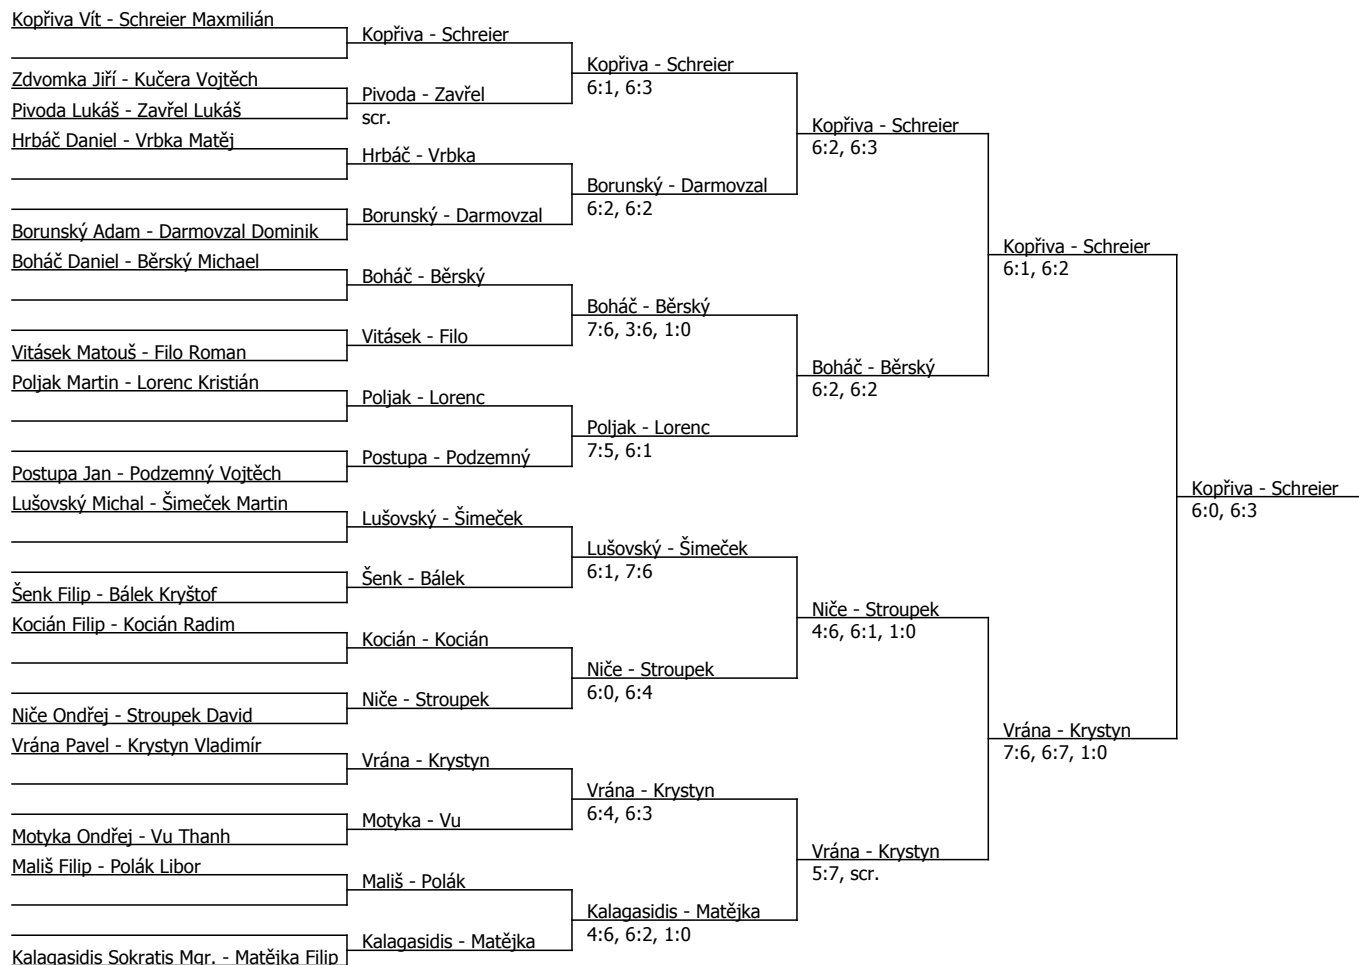 Kopřiva Vít - Schreier Maxmilián
Zdvomka Jiří - Kučera Vojtěch
Pivoda Lukáš - Zavřel Lukáš
Hrbáč Daniel - Vrbka Matěj
Borunský Adam - Darmovzal Dominik
Boháč Daniel - Běrský Michael
Vitásek Matouš - Filo Roman
Poljak Martin - Lorenc Kristián
Postupa Jan - Podzemný Vojtěch
Lušovský Michal - Šimeček Martin
Šenk Filip - Bálek Kryštof
Kocián Filip - Kocián Radim
Niče Ondřej - Stroupek David
Vrána Pavel - Krystyn Vladimír
Motyka Ondřej - Vu Thanh
Mališ Filip - Polák Libor
Kalagasidis Sokratis Mgr. - Matějka Filip
Kopřiva - Schreier
Pivoda - Zavřel
scr.
Hrbáč - Vrbka
Borunský - Darmovzal
Boháč - Běrský
Vitásek - Filo
Poljak - Lorenc
Postupa - Podzemný
Lušovský - Šimeček
Šenk - Bálek
Kocián - Kocián
Niče - Stroupek
Vrána - Krystyn
Motyka - Vu
Mališ - Polák
Kalagasidis - Matějka
Kopřiva - Schreier
6:1, 6:3
Borunský - Darmovzal
6:2, 6:2
Boháč - Běrský
7:6, 3:6, 1:0
Poljak - Lorenc
7:5, 6:1
Lušovský - Šimeček
6:1, 7:6
Niče - Stroupek
6:0, 6:4
Vrána - Krystyn
6:4, 6:3
Kalagasidis - Matějka
4:6, 6:2, 1:0
Kopřiva - Schreier
6:2, 6:3
Boháč - Běrský
6:2, 6:2
Niče - Stroupek
4:6, 6:1, 1:0
Vrána - Krystyn
5:7, scr.
Kopřiva - Schreier
6:1, 6:2
Vrána - Krystyn
7:6, 6:7, 1:0
Kopřiva - Schreier
6:0, 6:3